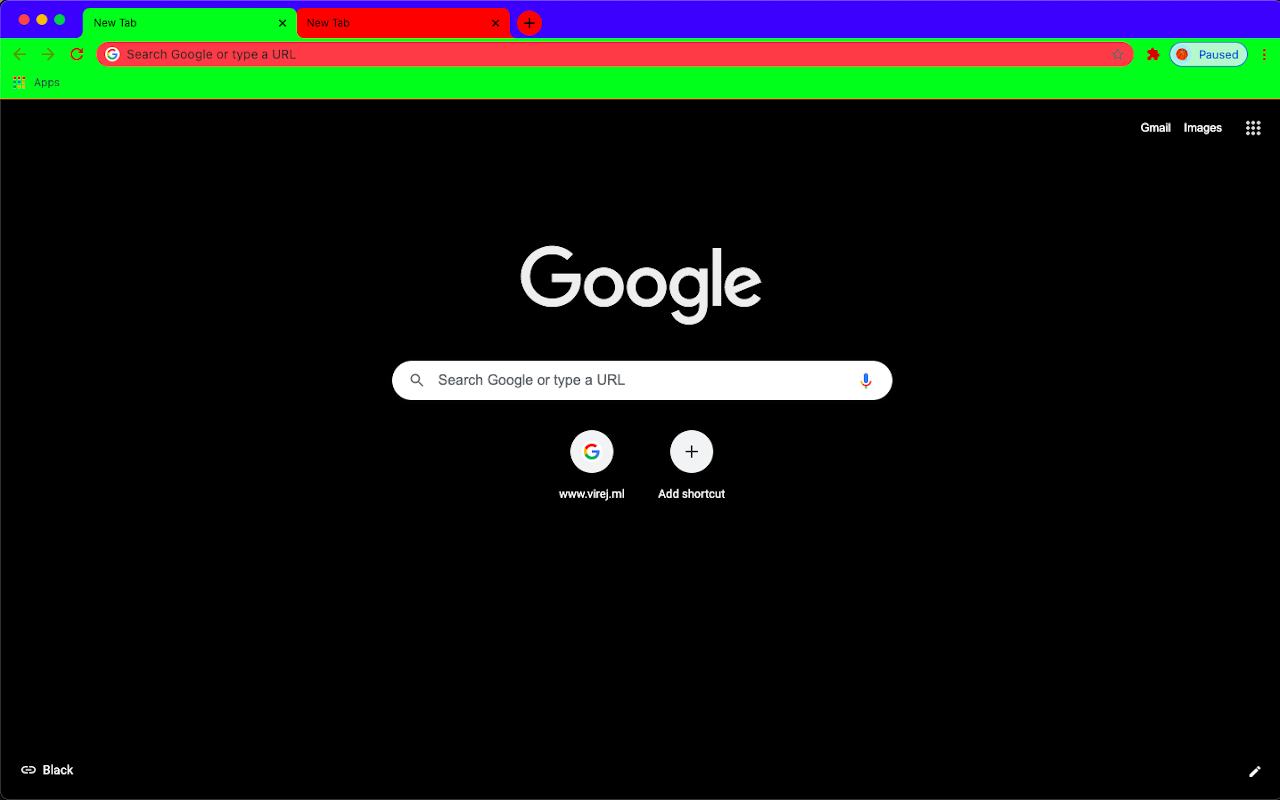 New Tab
New Tab
Search Google or type a URL
Paused
Apps
Gmail
Images
Google
Search Google or type a URL
www.virej.ml
Add shortcut
Black